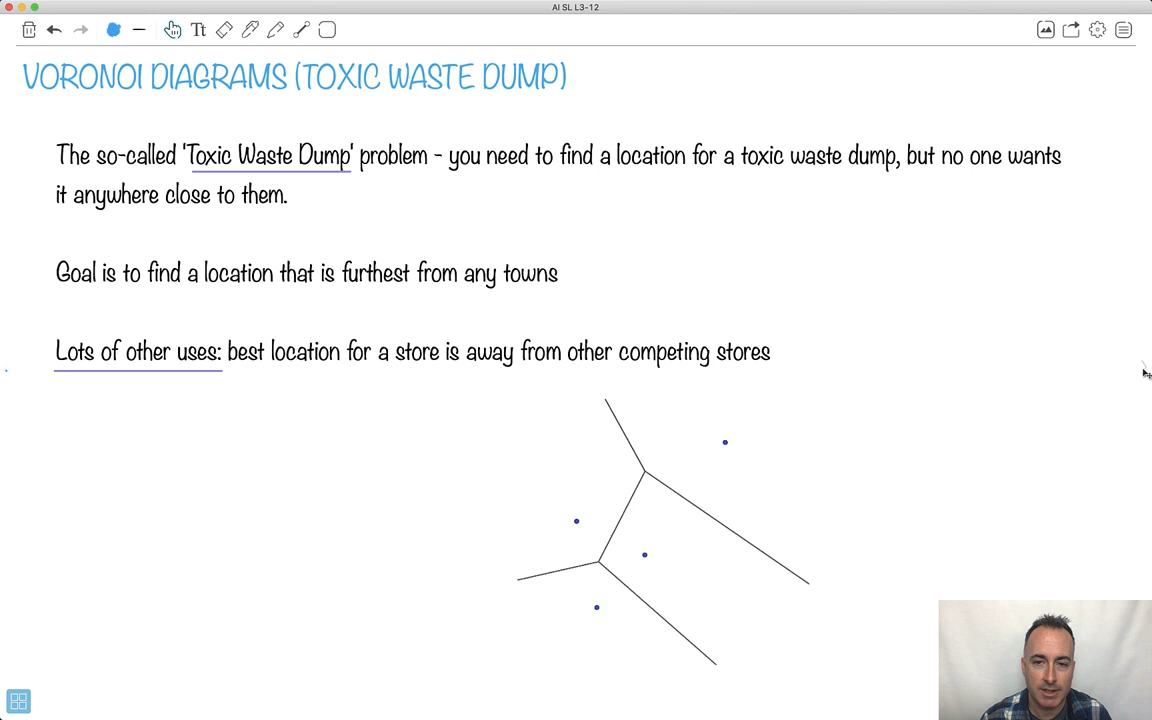 AI SL L3-12
Tt
VORONOI DIAGRAMS (TOXIC WASTE DUMP)
The so-called 'Toxic Waste Dump' problem - you need to find a location for a toxic waste dump, but no one wants
it anywhere close to them.
Goal is to find a location that is furthest from any towns
Lots of other uses: best location for a store is away from other competing stores